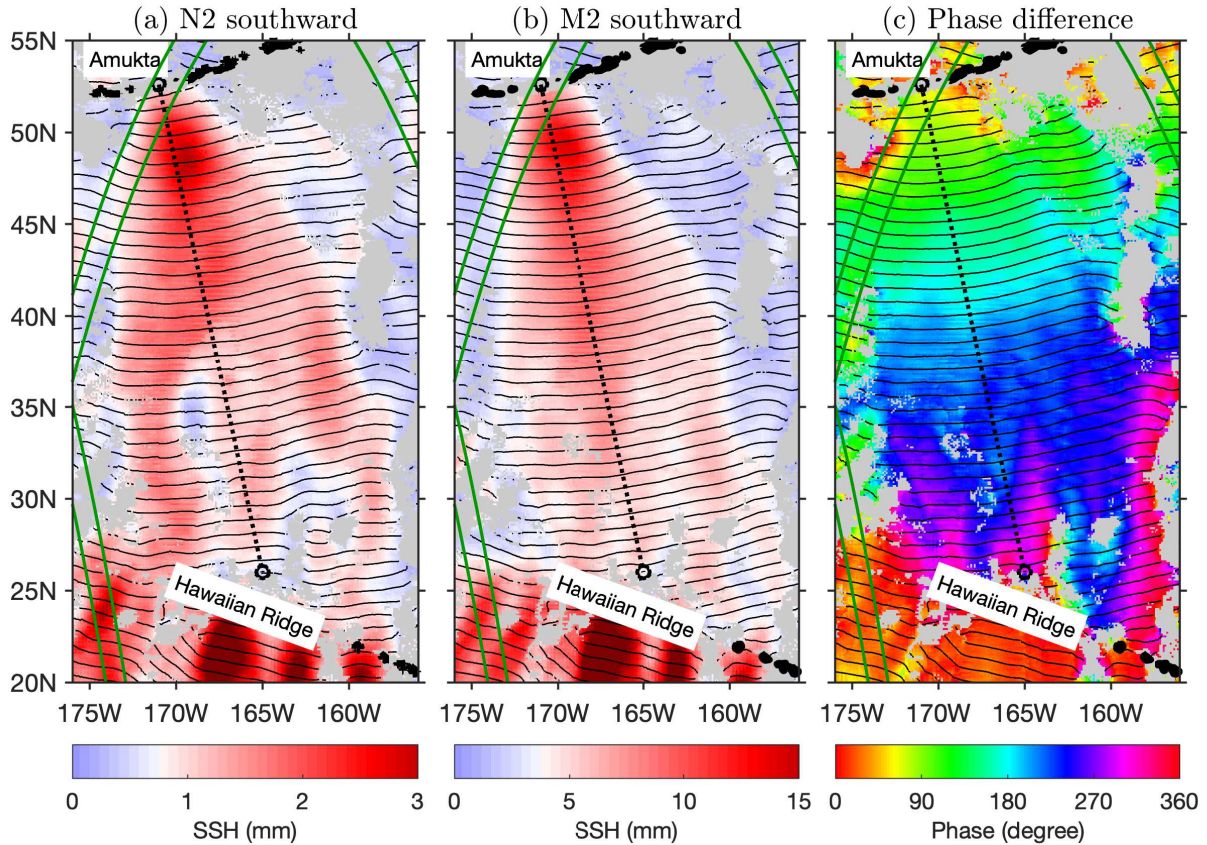 (a) N2 southward (b) M2 southward (c) Phase difference
55N
50N
45N
40N
35N
30N
25N
20N
Amukta Amukta Amukta
Hawaiian Ridge Hawaiian Ridge Hawaiian Ridge
175W 170W 165W 160W 175W 170W 165W 160W 175W 170W 165W 160W
0 1 2 3 0 5 10 15 0 90 180 270 360
SSH (mm) SSH (mm) Phase (degree)